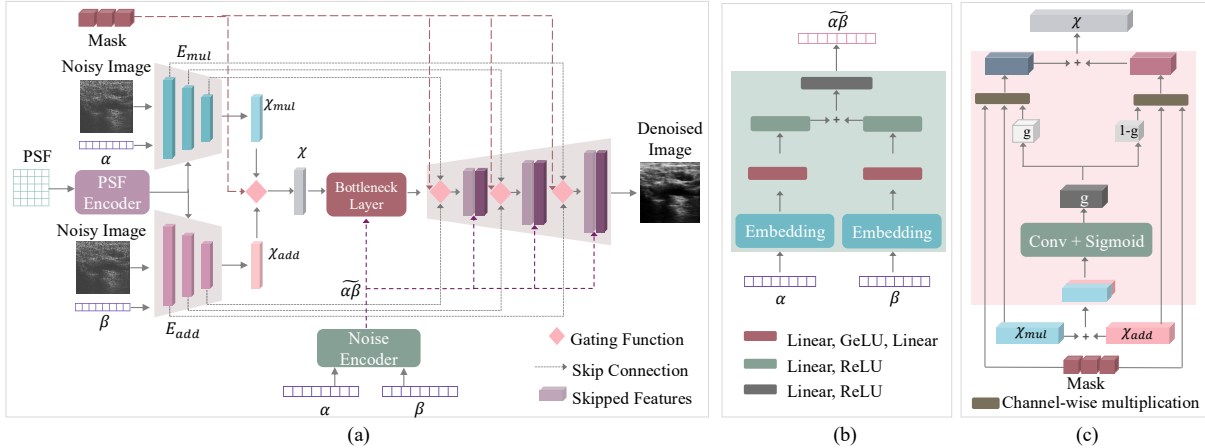 Mask
Noisy Image
E_mul
α
χ_mul
χ
PSF
PSF
Encoder
Bottleneck
Layer
Denoised
Image
Noisy Image
β
E_add
χ_add
α͠β
Noise
Encoder
α
β
Gating Function
Skip Connection
Skipped Features
(a)
α͠β
+
Embedding
Embedding
α
β
Linear, GeLU, Linear
Linear, ReLU
Linear, ReLU
(b)
χ
+
g
1-g
g
Conv + Sigmoid
χ_mul
+
χ_add
Mask
Channel-wise multiplication
(c)